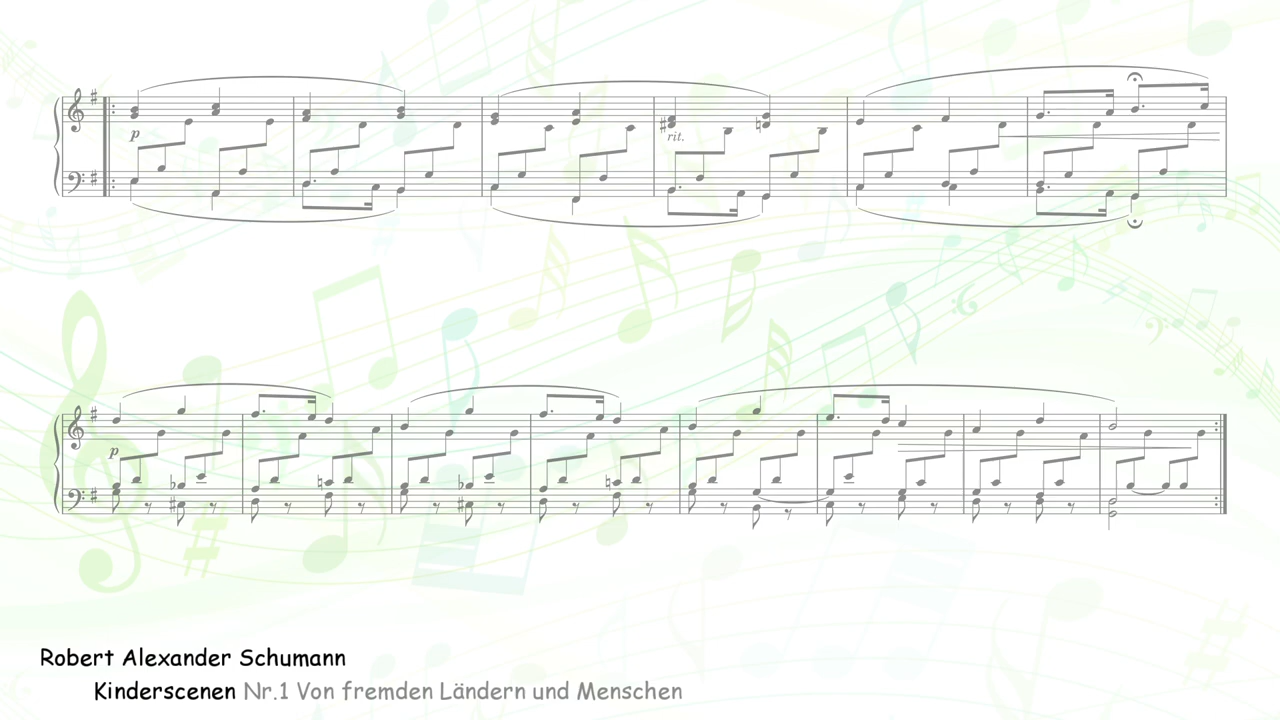 p
rit.
p
Robert Alexander Schumann
Kinderscenen Nr.1 Von fremden Ländern und Menschen